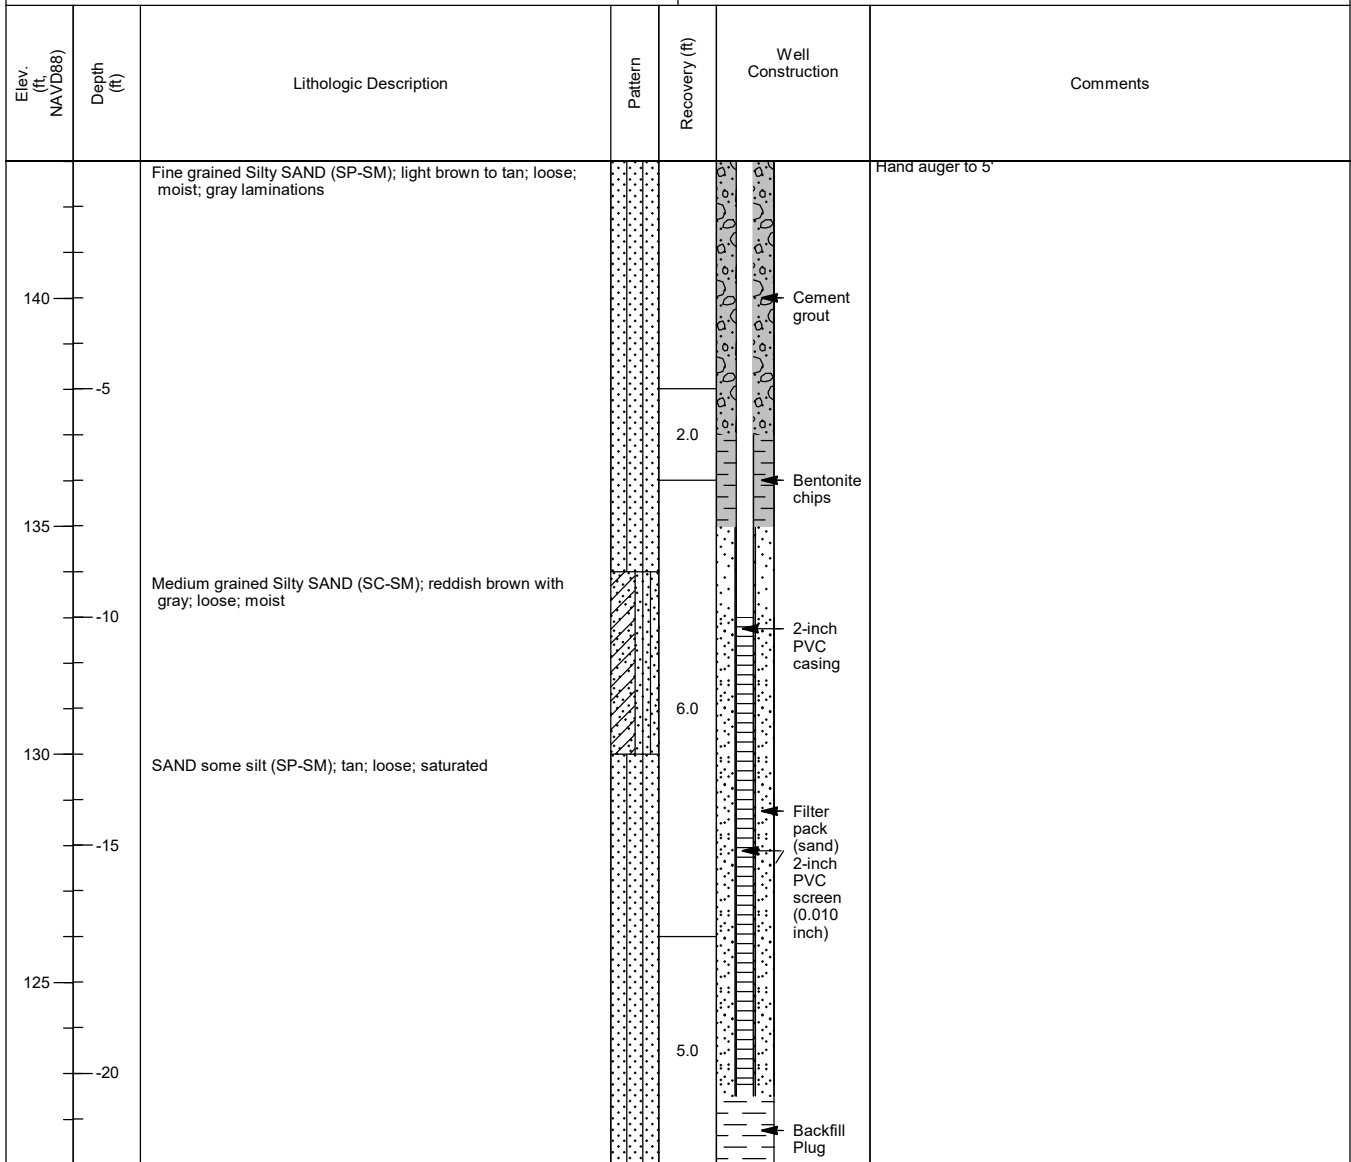 Elev.
(ft,
NAVD88)
Depth
(ft)
Lithologic Description
Pattern
Recovery (ft)
Well
Construction
Comments
Fine grained Silty SAND (SP-SM); light brown to tan; loose;
moist; gray laminations
Hand auger to 5'
140
Cement
grout
-5
2.0
Bentonite
chips
135
Medium grained Silty SAND (SC-SM); reddish brown with
gray; loose; moist
-10
2-inch
PVC
casing
6.0
130
SAND some silt (SP-SM); tan; loose; saturated
Filter
pack
(sand)
-15
2-inch
PVC
screen
(0.010
inch)
125
5.0
-20
Backfill
Plug